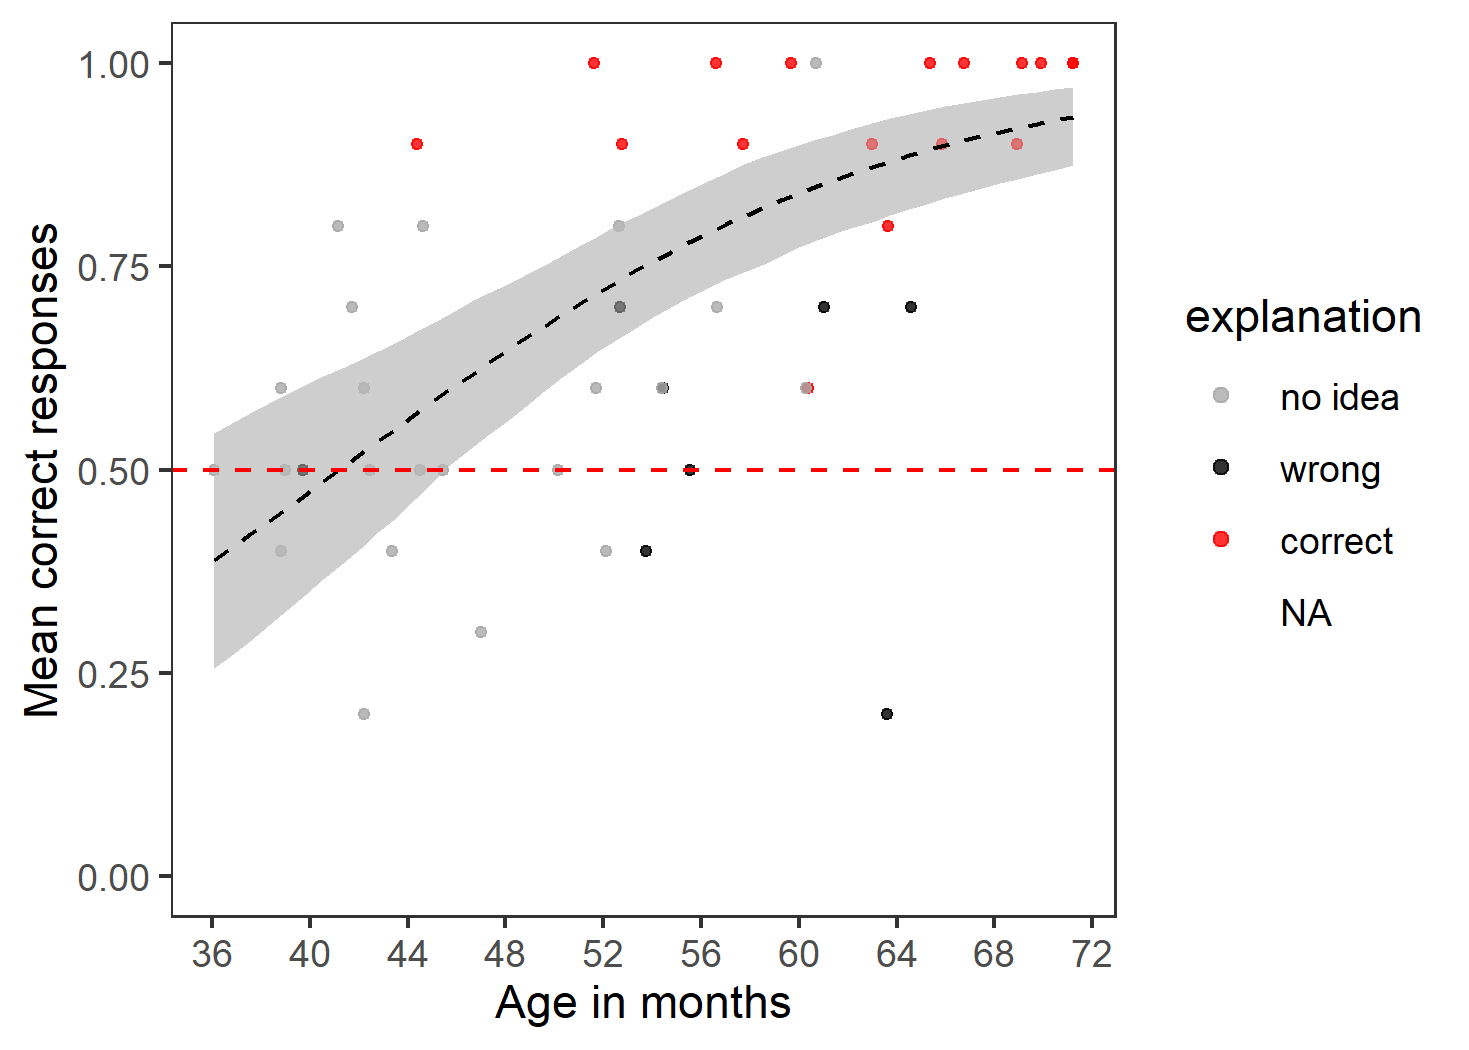 1.00
0.75
0.50
0.25
0.00
Mean correct responses
36 40 44 48 52 56 60 64 68 72
Age in months
explanation
no idea
wrong
correct
NA